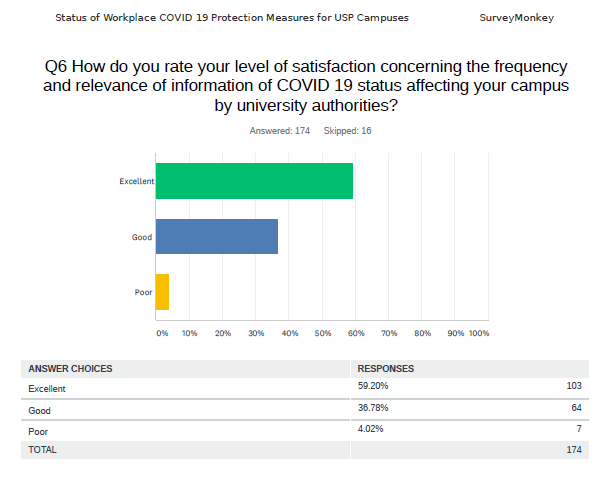 Status of Workplace COVID 19 Protection Measures for USP Campuses SurveyMonkey
Q6 How do you rate your level of satisfaction concerning the frequency
and relevance of information of COVID 19 status affecting your campus
by university authorities?
Answered: 174 Skipped: 16
Excellent
Good
Poor
0% 10% 20% 30% 40% 50% 60% 70% 80% 90% 100%
ANSWER CHOICES RESPONSES
Excellent 59.20% 103
Good 36.78% 64
Poor 4.02% 7
TOTAL 174